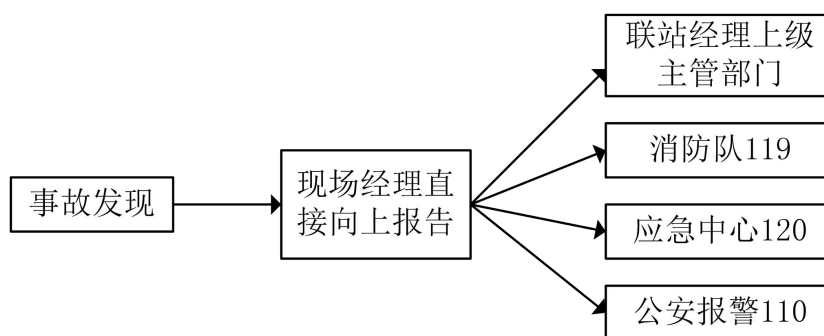 联站经理上级
主管部门
消防队119
事故发现
现场经理直
接向上报告
应急中心120
公安报警110